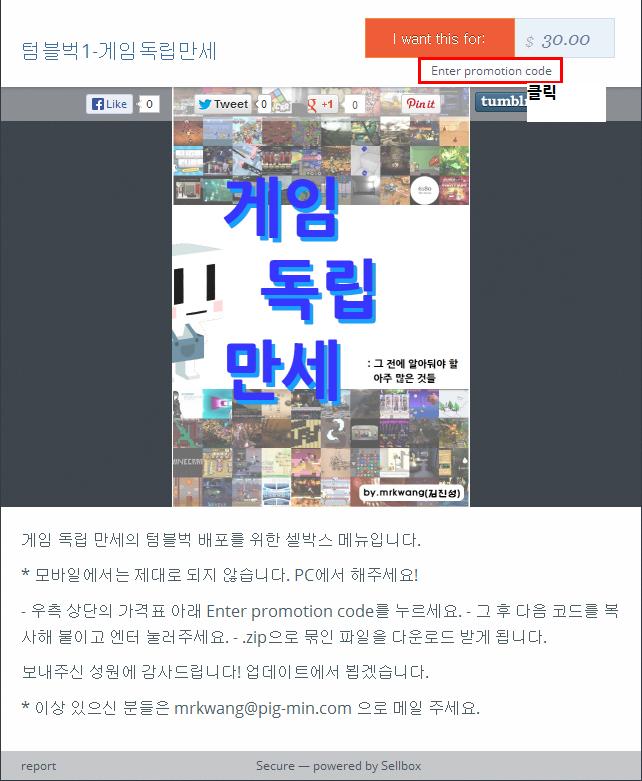 텀블벅1-게임독립만세
I want this for:
$ 30.00
Enter promotion code
클릭
Like 0
Tweet 0
+1 0
Pin it
게임
독립
만세
: 그 전에 알아둬야 할
아주 많은 것들
MINECRAFT
by.mrkwang(김진성)
게임 독립 만세의 텀블벅 배포를 위한 셀박스 메뉴입니다.
* 모바일에서는 제대로 되지 않습니다. PC에서 해주세요!
- 우측 상단의 가격표 아래 Enter promotion code를 누르세요. - 그 후 다음 코드를 복
사해 붙이고 엔터 눌러주세요. - .zip으로 묶인 파일을 다운로드 받게 됩니다.
보내주신 성원에 감사드립니다! 업데이트에서 뵙겠습니다.
* 이상 있으신 분들은 mrkwang@pig-min.com 으로 메일 주세요.
report
Secure — powered by Sellbox